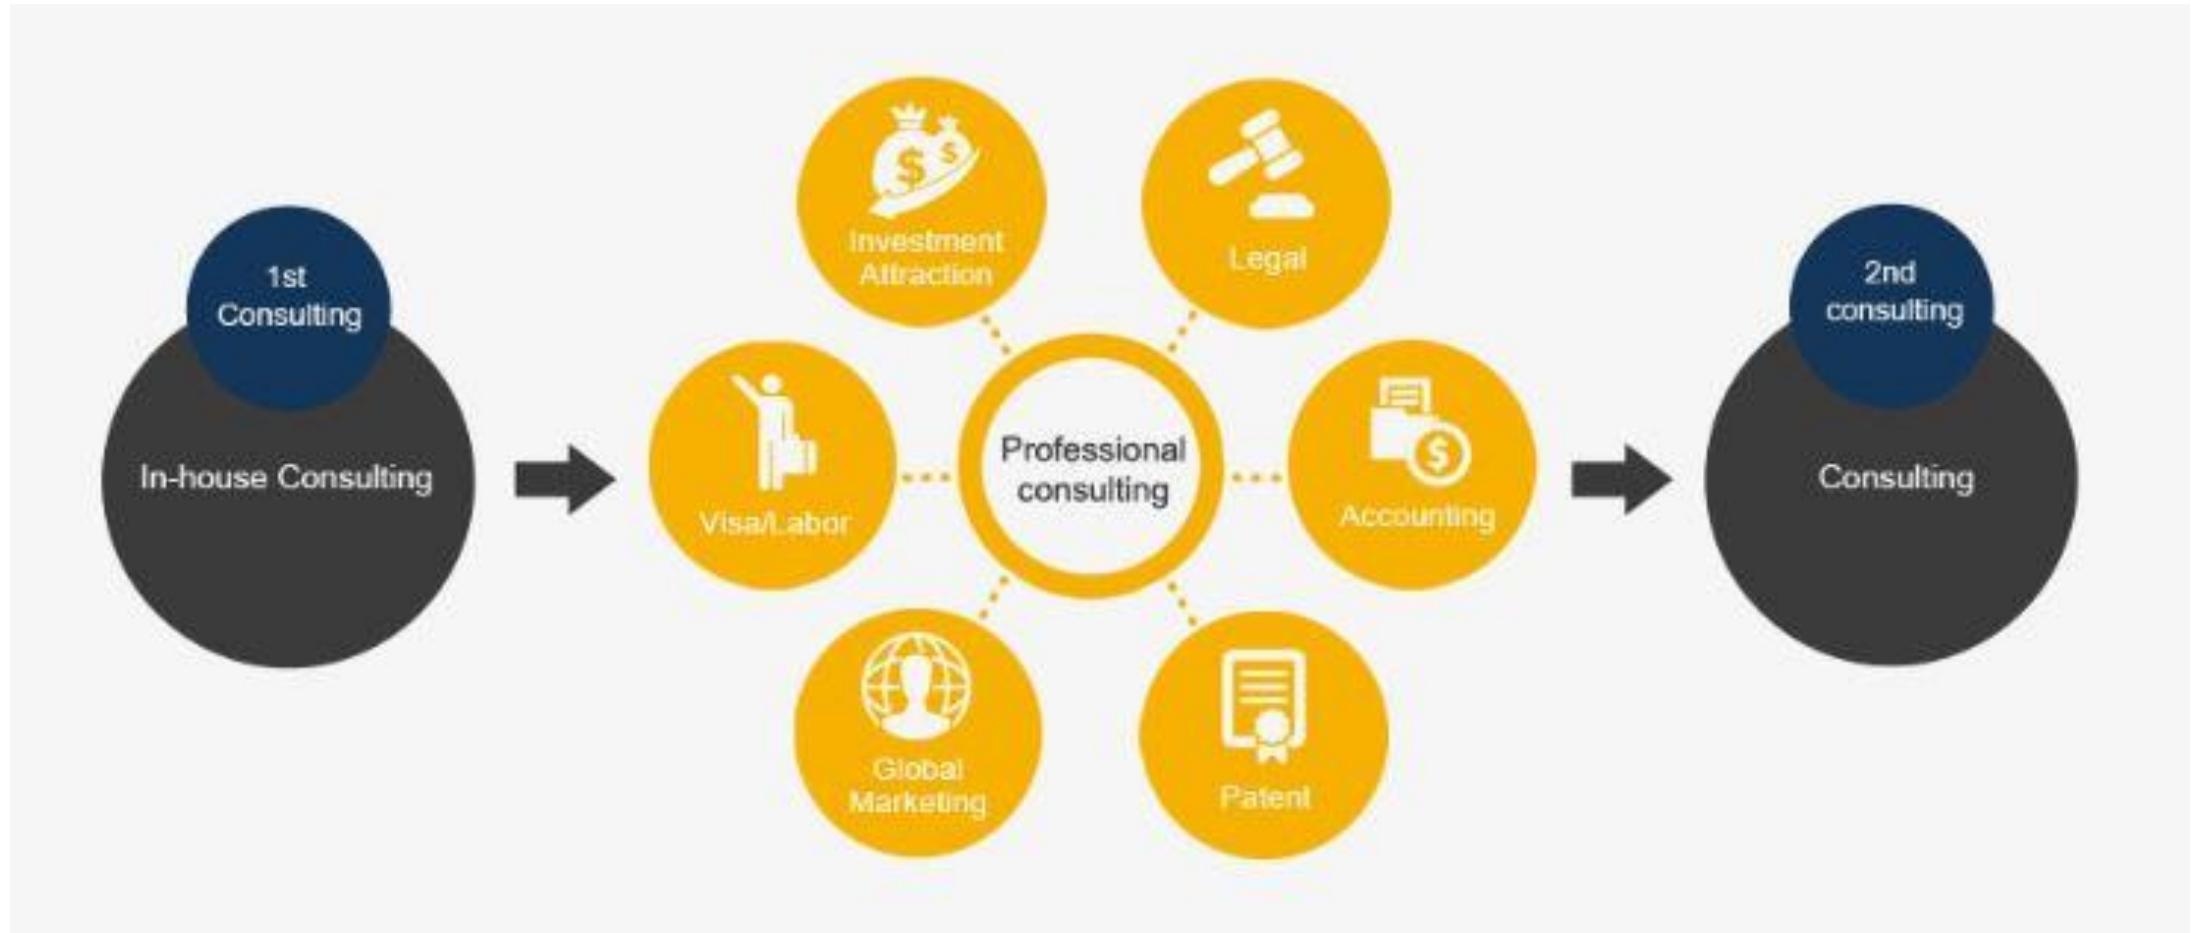 1st
Consulting
In-house Consulting
Investment
Attraction
Legal
Visa/Labor
Professional
consulting
Accounting
Global
Marketing
Patent
2nd
consulting
Consulting